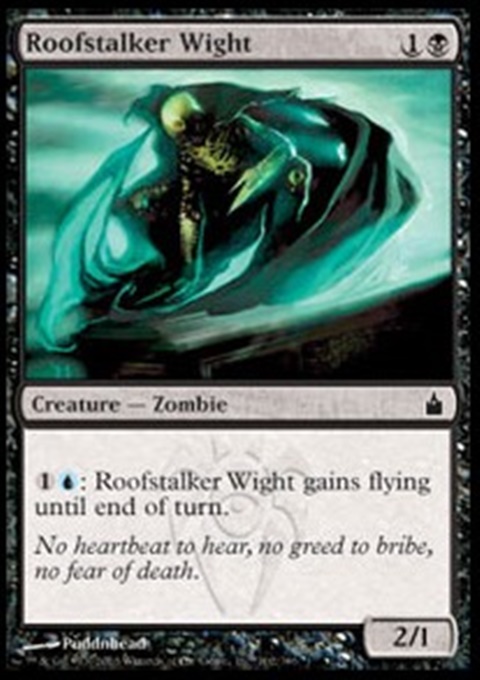 Roofstalker Wight 1
Creature — Zombie
1: Roofstalker Wight gains flying
until end of turn.
No heartbeat to hear, no greed to bribe,
no fear of death.
Puddnhead
2/1